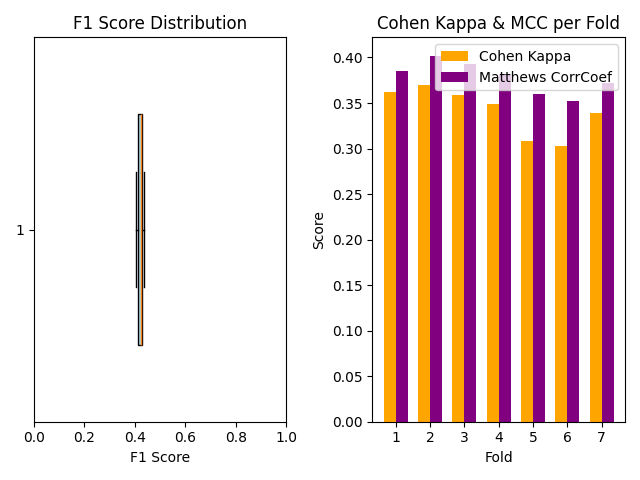 F1 Score Distribution
1
0.0 0.2 0.4 0.6 0.8 1.0
F1 Score
Cohen Kappa & MCC per Fold
Cohen Kappa
Matthews CorrCoef
0.40
0.35
0.30
0.25
0.20
0.15
0.10
0.05
0.00
Score
1 2 3 4 5 6 7
Fold